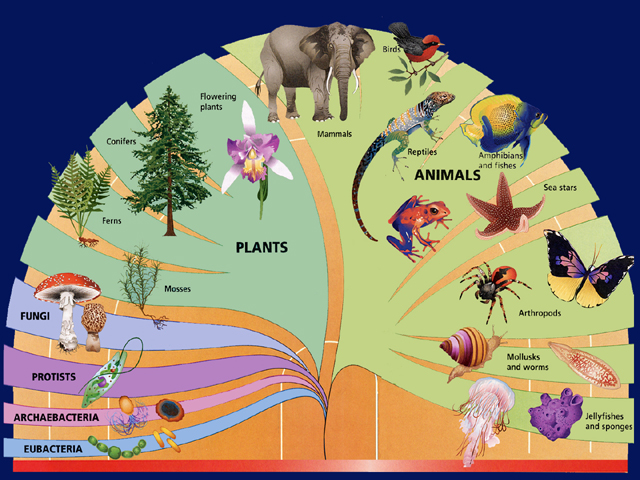 Birds
Flowering
plants
Mammals
Conifers
Reptiles
Amphibians
and fishes
ANIMALS
Sea stars
Ferns
PLANTS
Mosses
FUNGI
Arthropods
Mollusks
and worms
PROTISTS
ARCHAEBACTERIA
Jellyfishes
and sponges
EUBACTERIA